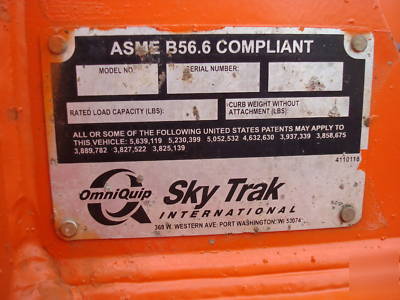 ASME B56.6 COMPLIANT
MODEL NO. SERIAL NUMBER:
RATED LOAD CAPACITY (LBS): CURB WEIGHT WITHOUT
ATTACHMENT (LBS):
ALL OR SOME OF THE FOLLOWING UNITED STATES PATENTS MAY APPLY TO
THIS VEHICLE: 5,639,119 5,230,399 5,052,532 4,632,630 3,937,339 3,858,675
3,889,782 3,827,522 3,825,139
4110116
OmniQuip Sky Trak
INTERNATIONAL
369 W. WESTERN AVE. PORT WASHINGTON, WI 53074